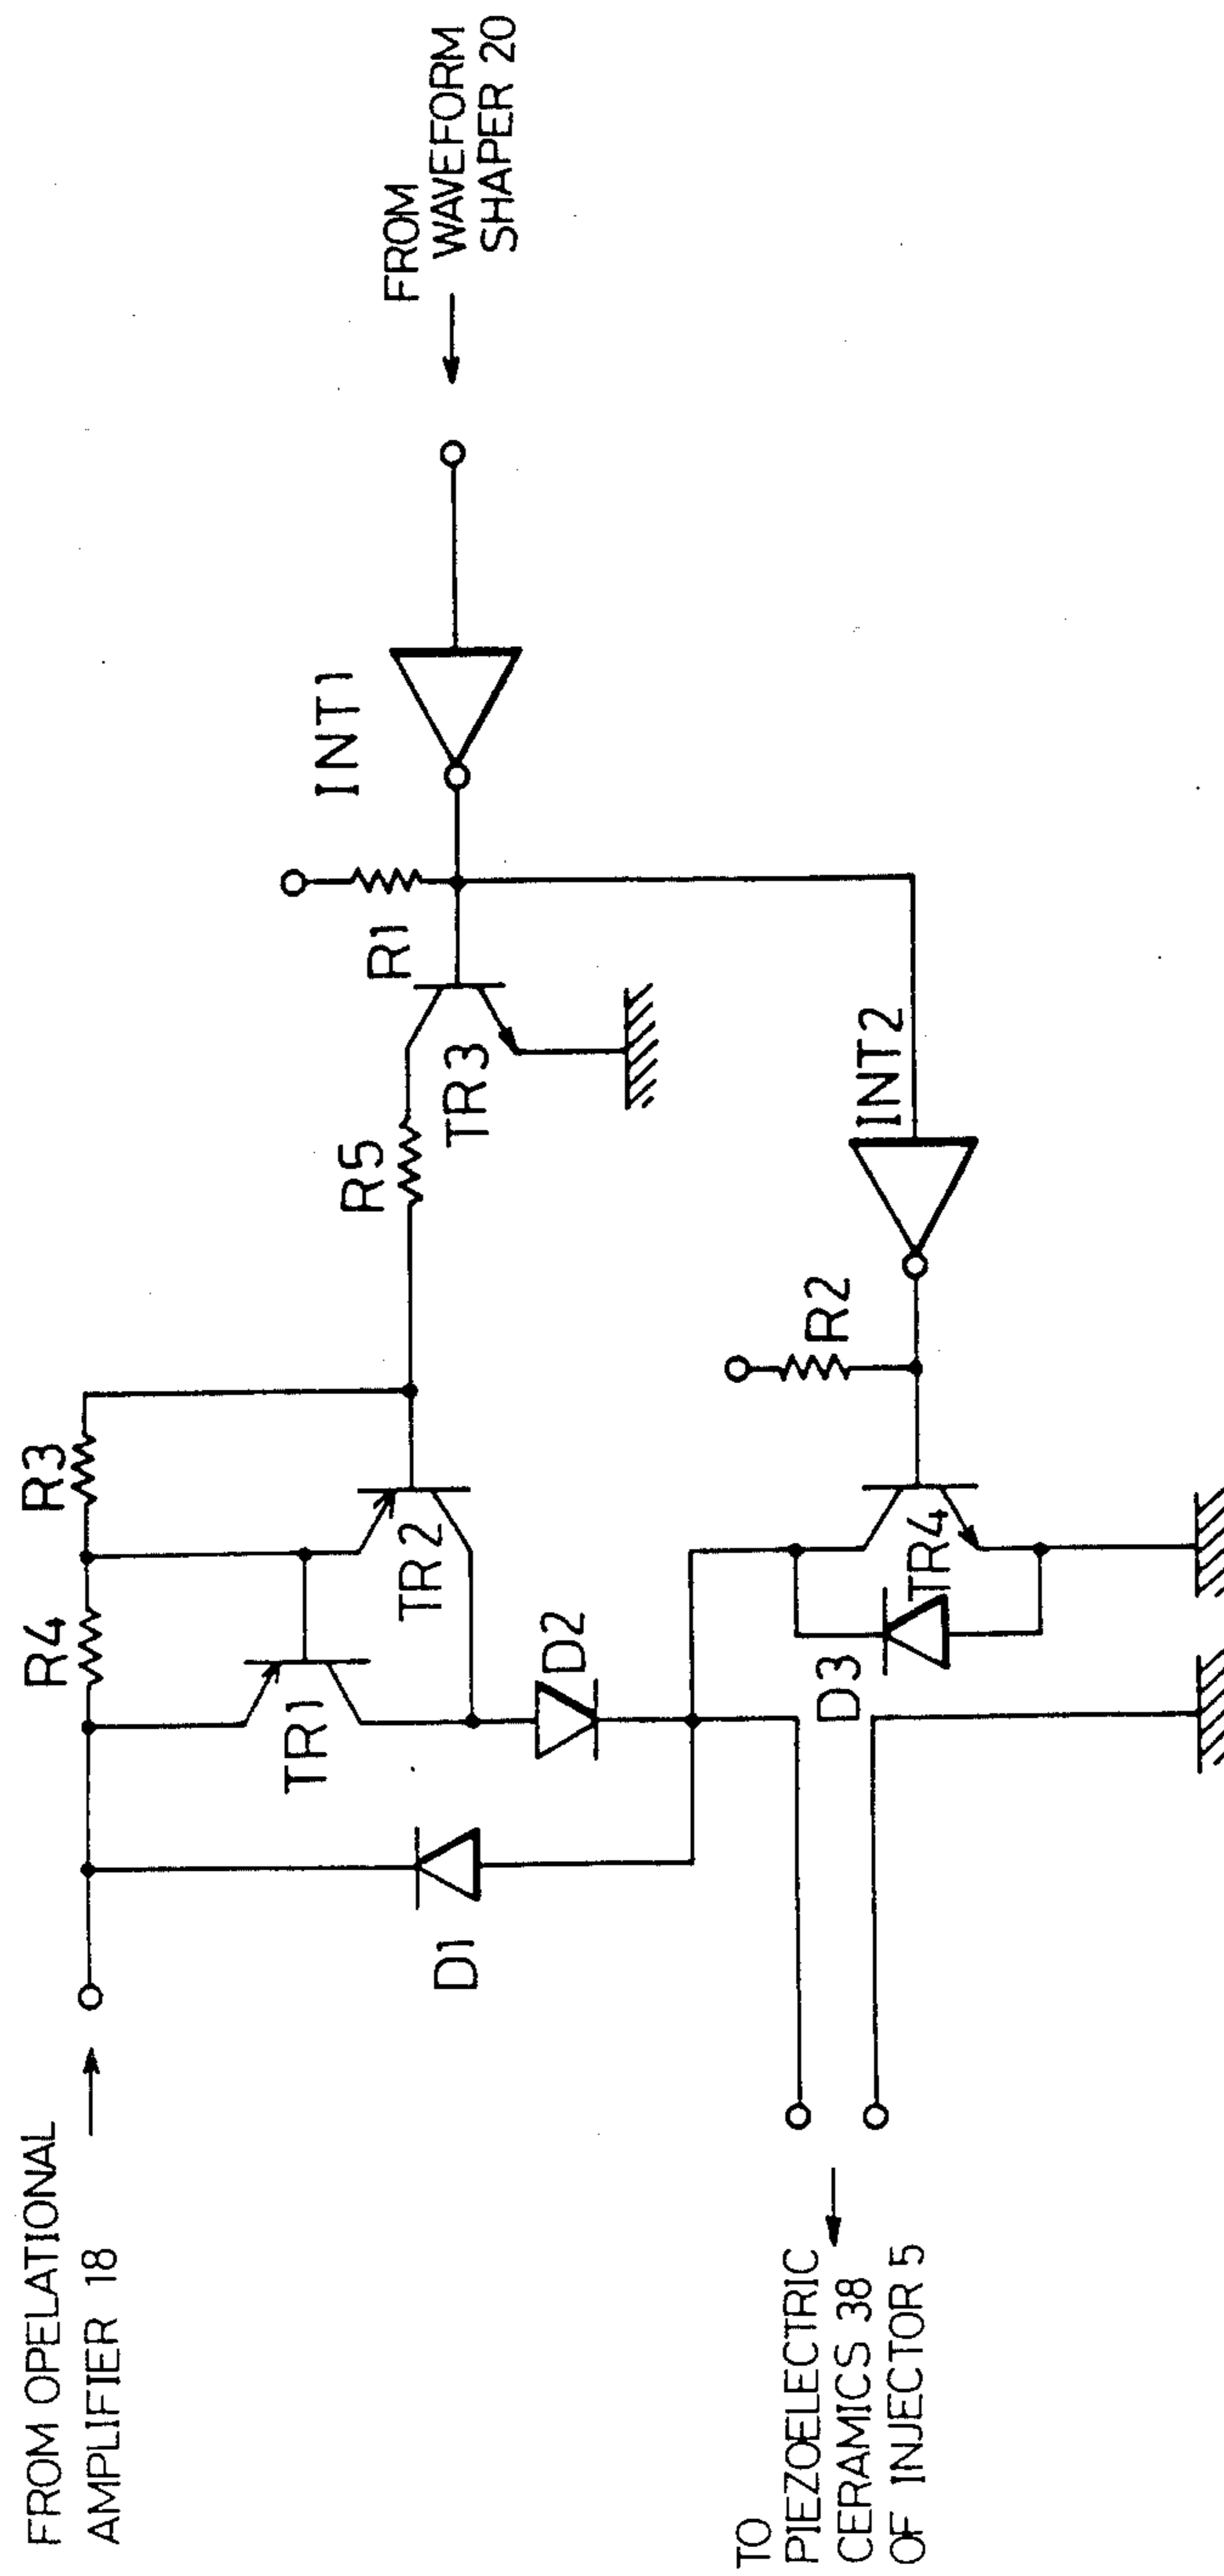 FROM OPELATIONAL
AMPLIFIER 18
R4
R3
TR1
TR2
D1
D2
R5
R1
INT1
TR3
FROM
WAVEFORM
SHAPER 20
INT2
R2
TR4
D3
TO
PIEZOELECTRIC
CERAMICS 38
OF INJECTOR 5